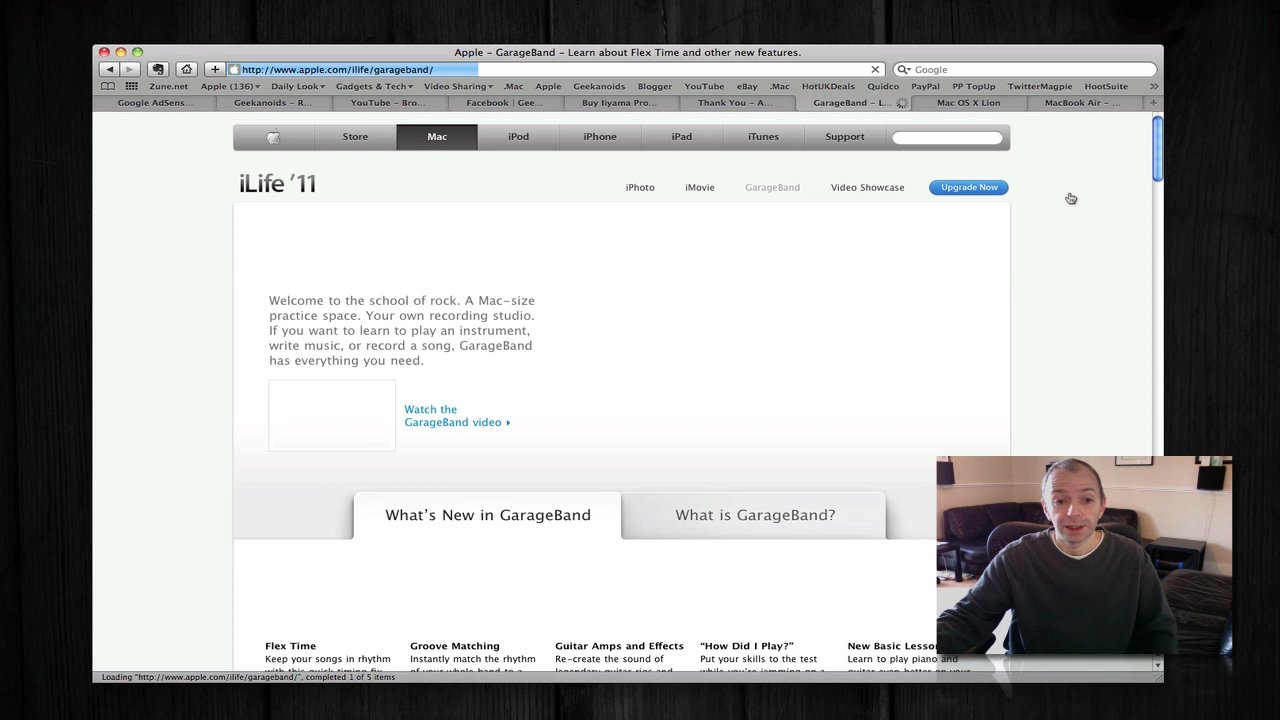 Apple – GarageBand – Learn about Flex Time and other new features.
http://www.apple.com/ilife/garageband/
Google
Zune.net Apple (136) Daily Look Gadgets & Tech Video Sharing .Mac Apple Geekanoids Blogger YouTube eBay .Mac HotUKDeals Quidco PayPal PP TopUp TwitterMagpie HootSuite
Google AdSens... Geekanoids – R... YouTube – Bro... Facebook | Gee... Buy Iiyama Pro... Thank You – A... GarageBand – L... Mac OS X Lion MacBook Air – ...
Store Mac iPod iPhone iPad iTunes Support
iLife ’11
iPhoto iMovie GarageBand Video Showcase Upgrade Now
Welcome to the school of rock. A Mac-size
practice space. Your own recording studio.
If you want to learn to play an instrument,
write music, or record a song, GarageBand
has everything you need.
Watch the
GarageBand video
What’s New in GarageBand What is GarageBand?
Flex Time Groove Matching Guitar Amps and Effects “How Did I Play?” New Basic Lesson
Keep your songs in rhythm Instantly match the rhythm Re-create the sound of Put your skills to the test Learn to play piano and
Loading “http://www.apple.com/ilife/garageband/”, completed 1 of 5 items